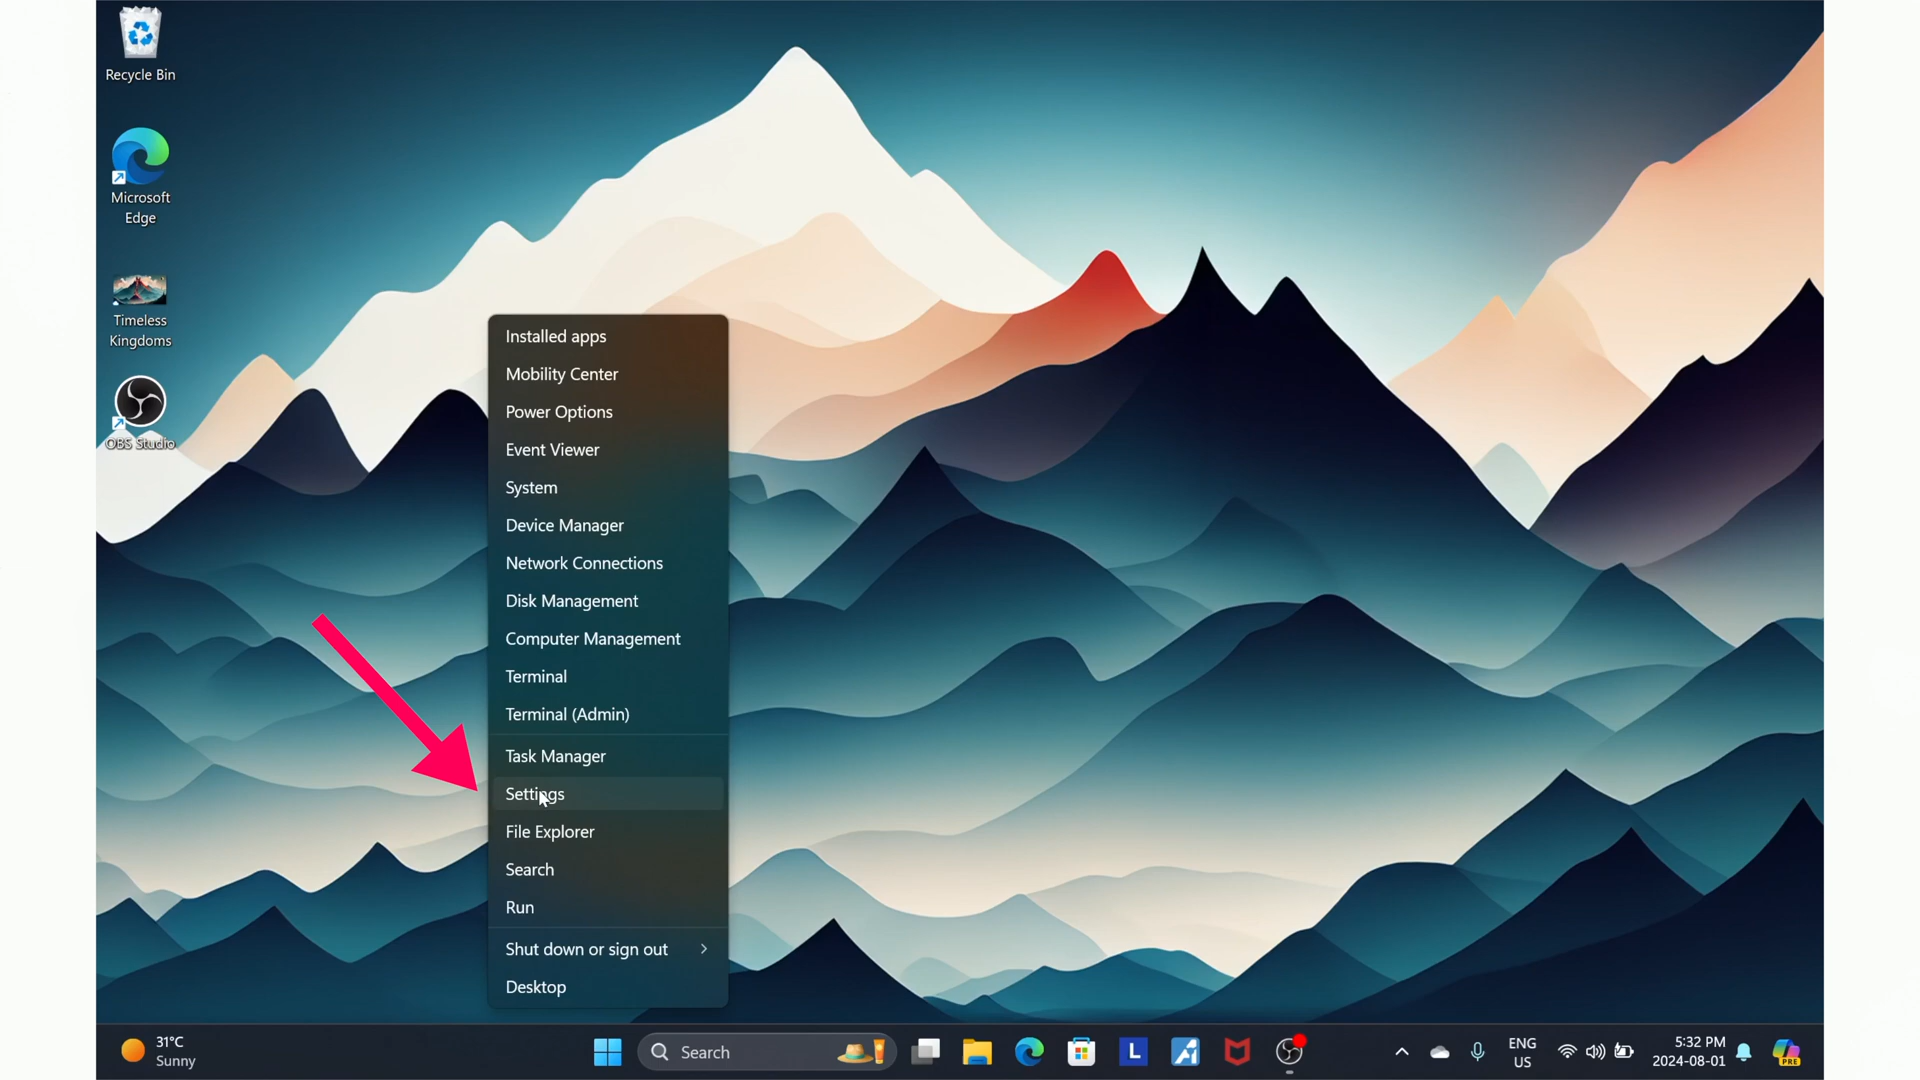 Recycle Bin
Microsoft
Edge
Timeless
Kingdoms
OBS Studio
Installed apps
Mobility Center
Power Options
Event Viewer
System
Device Manager
Network Connections
Disk Management
Computer Management
Terminal
Terminal (Admin)
Task Manager
Settings
File Explorer
Search
Run
Shut down or sign out
Desktop
31°C
Sunny
Search
L
ENG
US
5:32 PM
2024-08-01
PRE